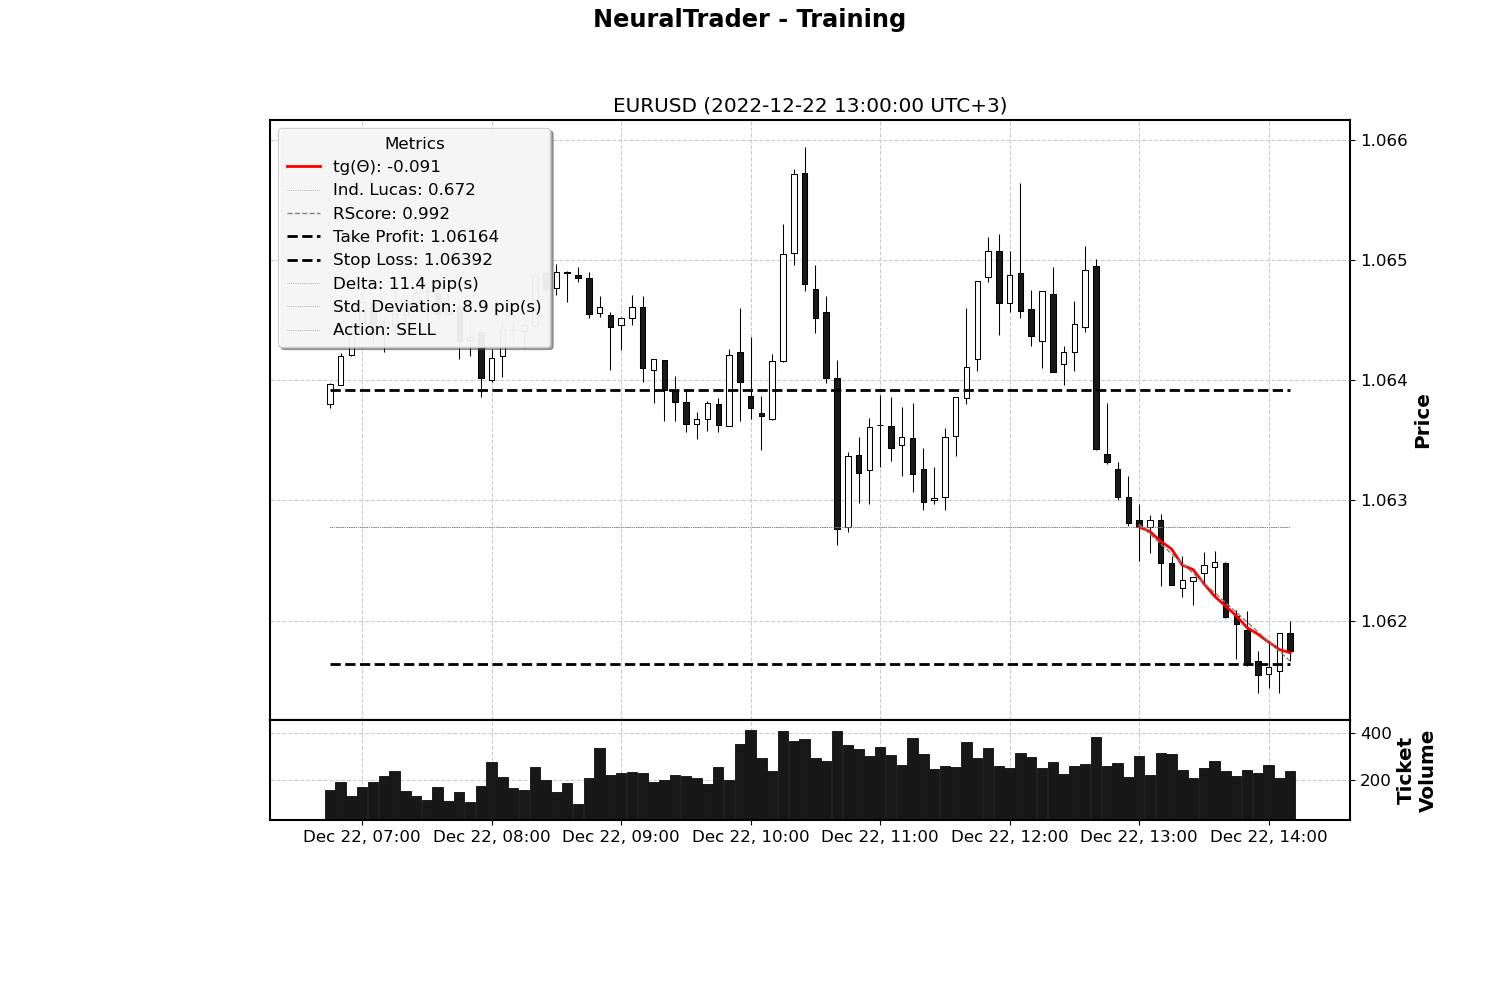 NeuralTrader - Training
EURUSD (2022-12-22 13:00:00 UTC+3)
Metrics
tg(Θ): -0.091
Ind. Lucas: 0.672
RScore: 0.992
Take Profit: 1.06164
Stop Loss: 1.06392
Delta: 11.4 pip(s)
Std. Deviation: 8.9 pip(s)
Action: SELL
1.066
1.065
1.064
1.063
1.062
Price
400
200
Ticket
Volume
Dec 22, 07:00
Dec 22, 08:00
Dec 22, 09:00
Dec 22, 10:00
Dec 22, 11:00
Dec 22, 12:00
Dec 22, 13:00
Dec 22, 14:00